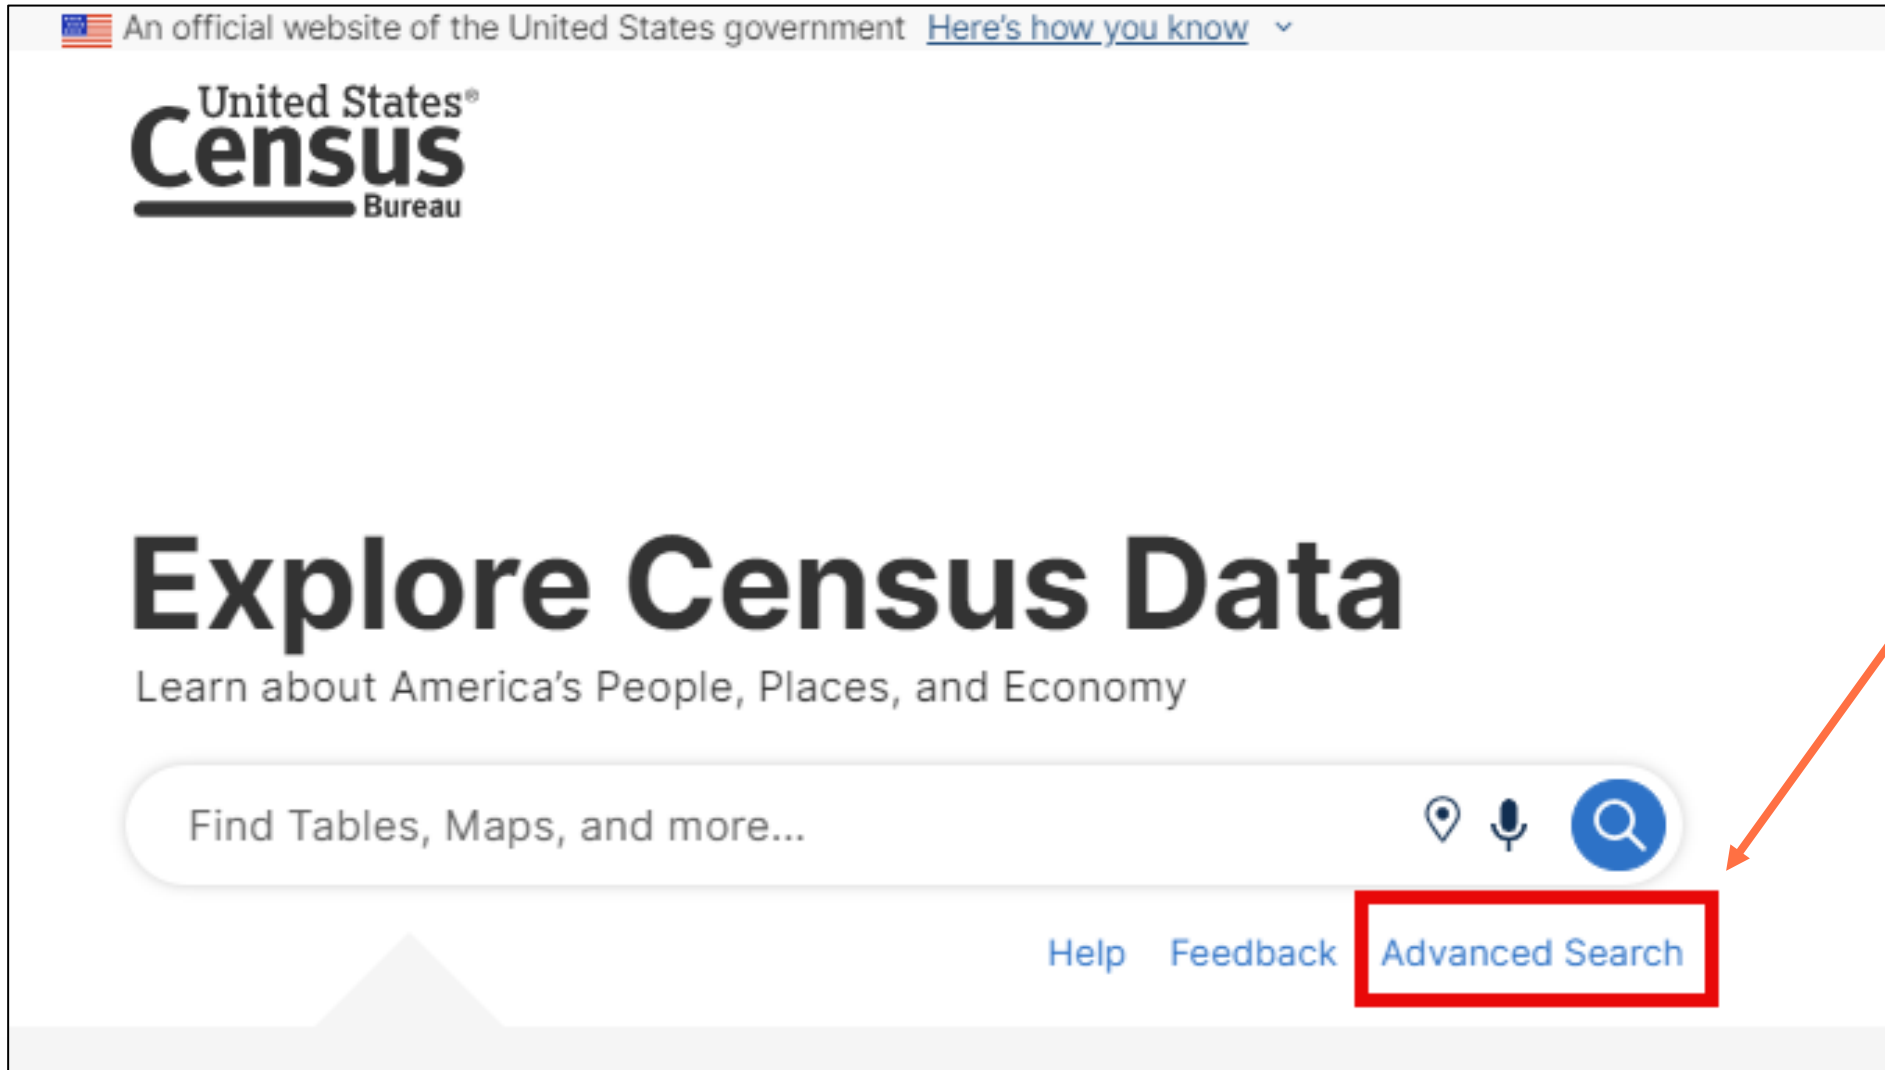 An official website of the United States government Here's how you know
United States®
Census
Bureau
Explore Census Data
Learn about America's People, Places, and Economy
Find Tables, Maps, and more...
Help Feedback Advanced Search